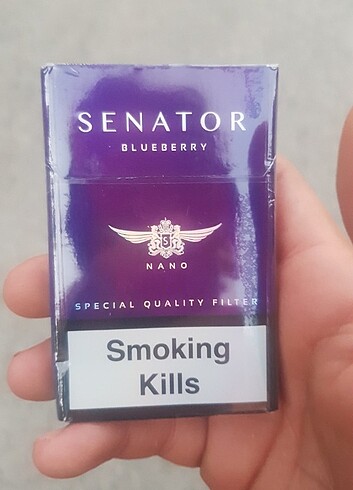 SENATOR
BLUEBERRY
S
NANO
SPECIAL QUALITY FILTER
Smoking
Kills